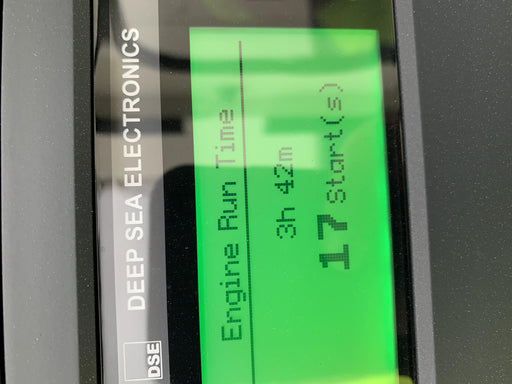 DSE DEEP SEA ELECTRONICS
Engine Run Time
3h 42m
17 Start(s)